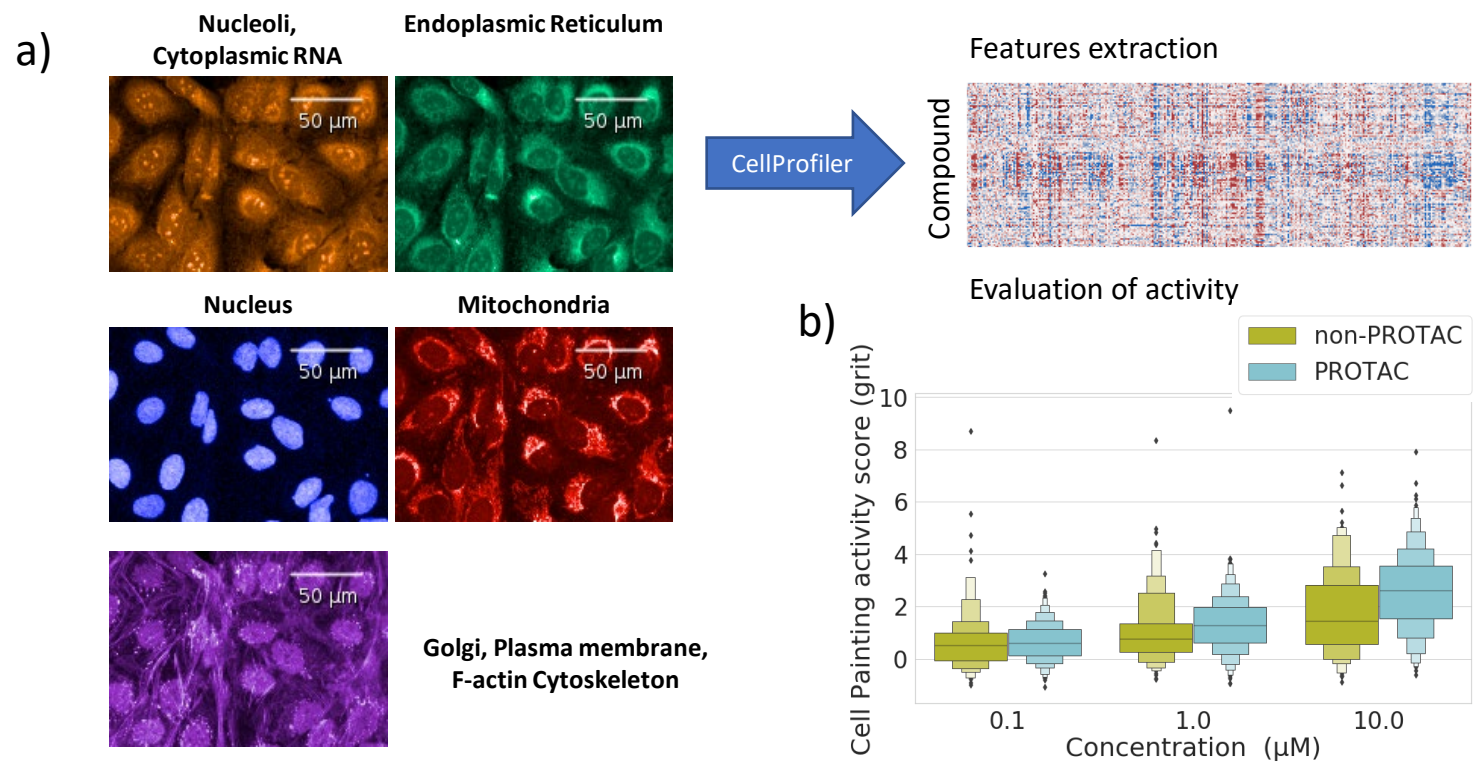 a)
Nucleoli,
Cytoplasmic RNA
Endoplasmic Reticulum
50 µm
50 µm
CellProfiler
Features extraction
Compound
Nucleus
Mitochondria
50 µm
50 µm
50 µm
Golgi, Plasma membrane,
F-actin Cytoskeleton
Evaluation of activity
b)
non-PROTAC
PROTAC
Cell Painting activity score (grit)
10
8
6
4
2
0
0.1
1.0
10.0
Concentration (µM)